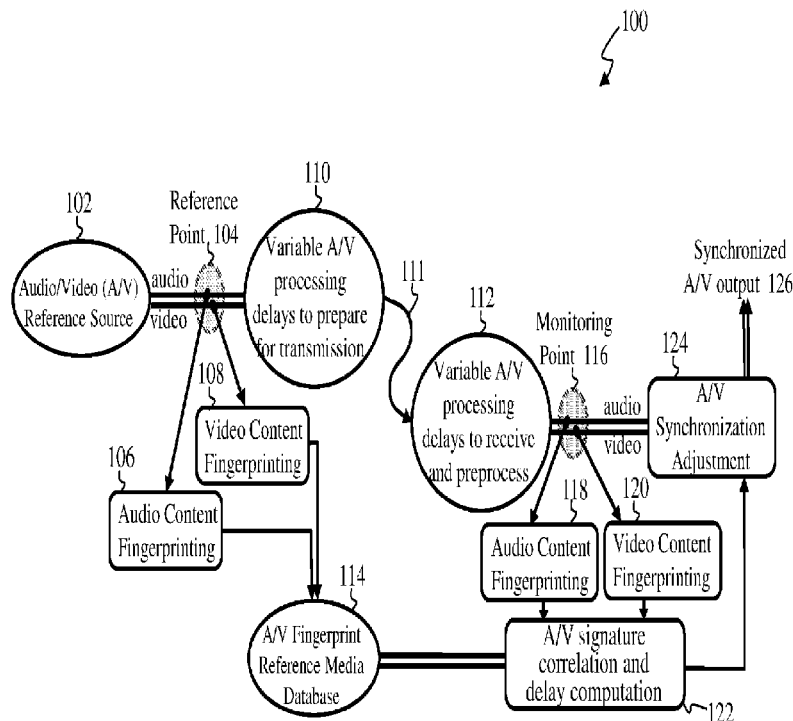 100
110
102
Reference
Point 104
Audio/Video (A/V)
Reference Source
audio
video
Variable A/V
processing
delays to prepare
for transmission
111
Synchronized
A/V output 126
112
Monitoring
Point 116
124
Variable A/V
processing
delays to receive
and preprocess
audio
video
A/V
Synchronization
Adjustment
108
Video Content
Fingerprinting
106
Audio Content
Fingerprinting
118
120
Audio Content
Fingerprinting
Video Content
Fingerprinting
114
A/V Fingerprint
Reference Media
Database
A/V signature
correlation and
delay computation
122